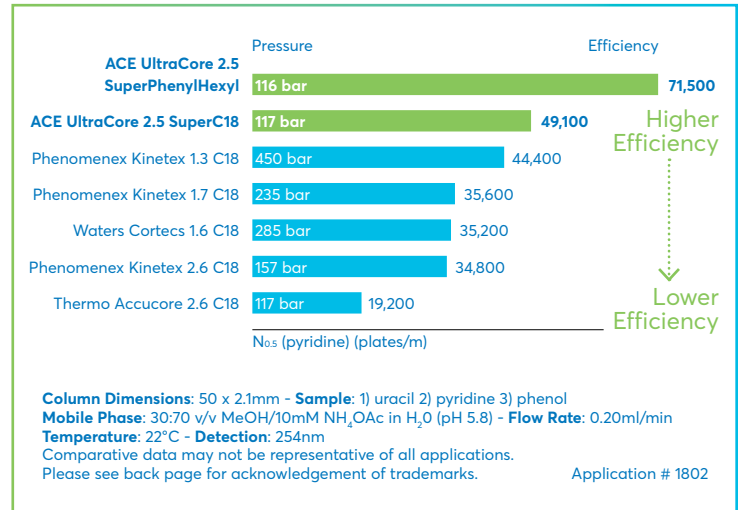 Pressure Efficiency
ACE UltraCore 2.5
SuperPhenylHexyl 116 bar 71,500
ACE UltraCore 2.5 SuperC18 117 bar 49,100
Higher
Efficiency
Phenomenex Kinetex 1.3 C18 450 bar 44,400
Phenomenex Kinetex 1.7 C18 235 bar 35,600
Waters Cortecs 1.6 C18 285 bar 35,200
Phenomenex Kinetex 2.6 C18 157 bar 34,800
Thermo Accucore 2.6 C18 117 bar 19,200
Lower
Efficiency
N0.5 (pyridine) (plates/m)
Column Dimensions: 50 x 2.1mm - Sample: 1) uracil 2) pyridine 3) phenol
Mobile Phase: 30:70 v/v MeOH/10mM NH4OAc in H20 (pH 5.8) - Flow Rate: 0.20ml/min
Temperature: 22°C - Detection: 254nm
Comparative data may not be representative of all applications.
Please see back page for acknowledgement of trademarks. Application # 1802